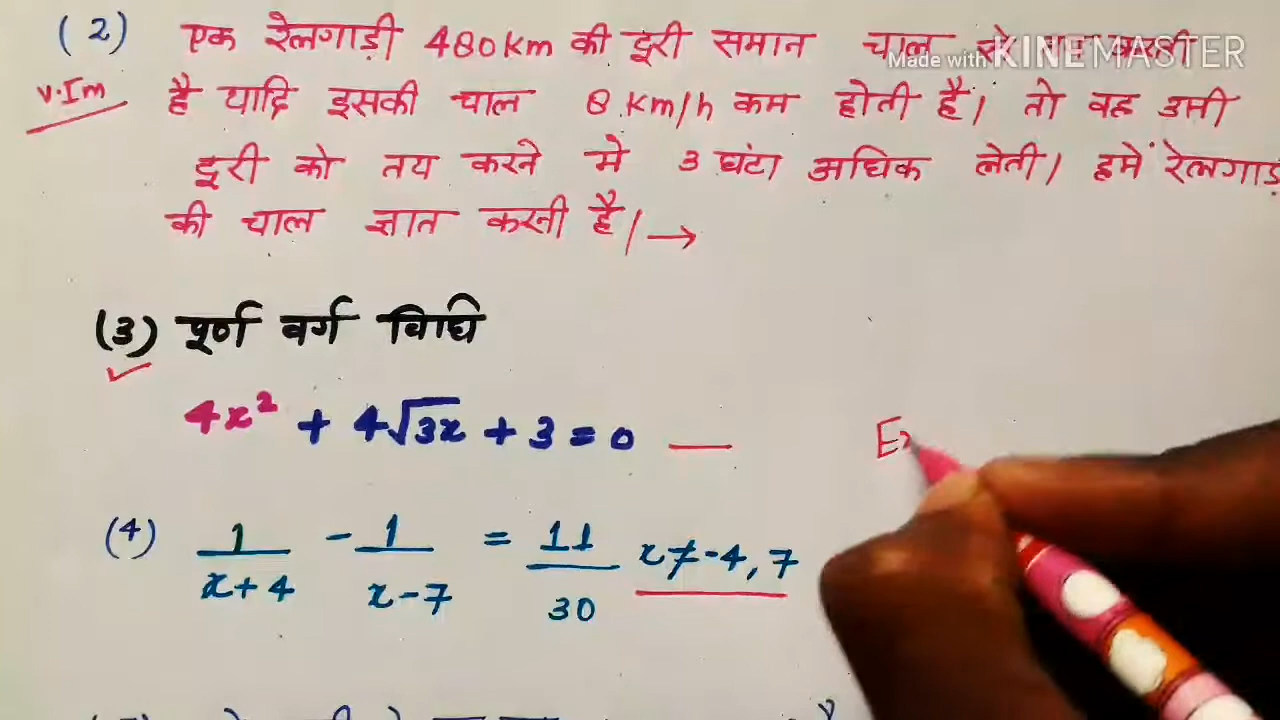 (2) एक रेलगाड़ी 480 Km की दूरी समान चाल से करती
Made with KINEMASTER
V.Im है यदि इसकी चाल 8 Km/h कम होती है। तो वह उसी
दूरी को तय करने मे 3 घंटा अधिक लेती। हमें रेलगाड़
की चाल ज्ञात करनी है। →
(3) पूर्ण वर्ग विधि
4x² + 4√3x + 3 = 0
(4) 1/(x+4) - 1/(x-7) = 11/30 x ≠ -4, 7
Ex